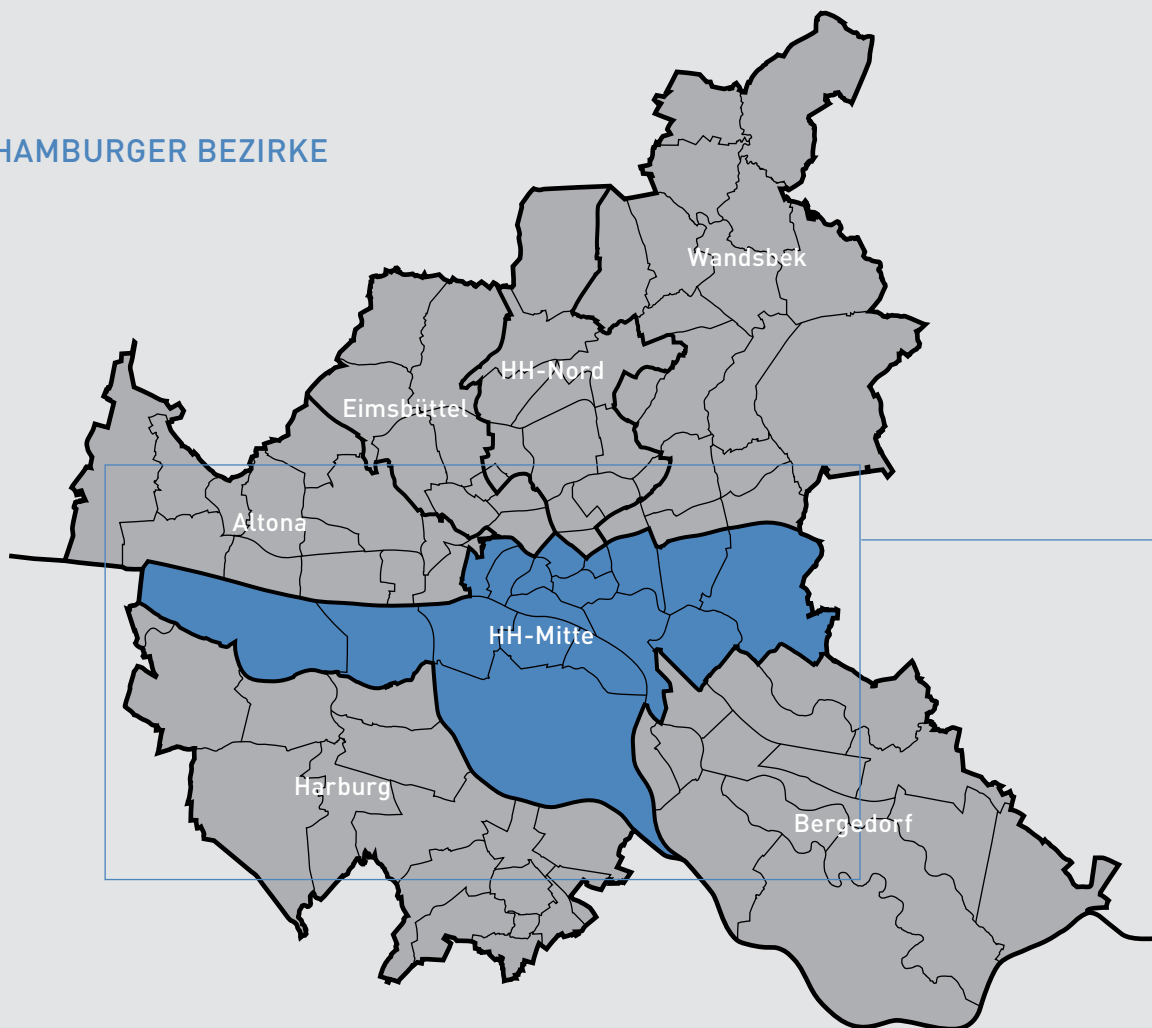 HAMBURGER BEZIRKE
Wandsbek
HH-Nord
Eimsbüttel
Altona
HH-Mitte
Harburg
Bergedorf